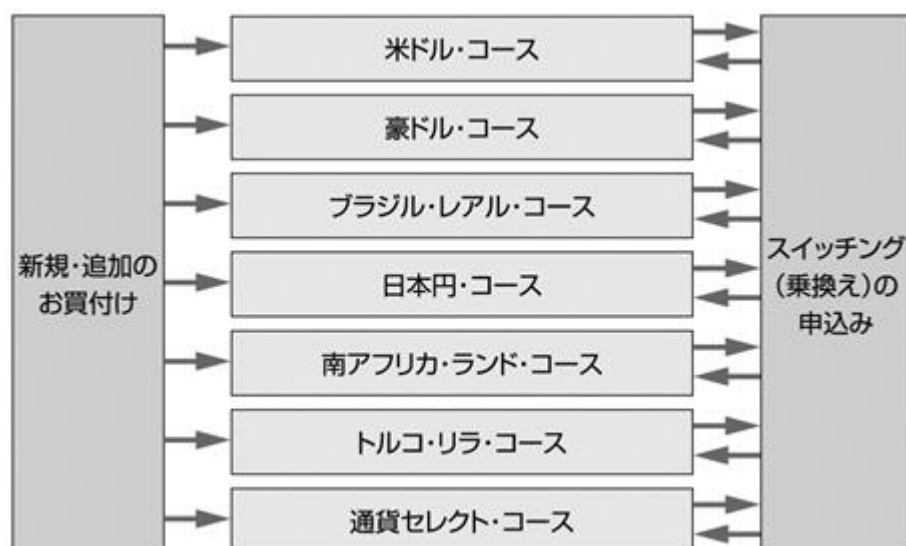 新規・追加の
お買付け
米ドル・コース
豪ドル・コース
ブラジル・レアル・コース
日本円・コース
南アフリカ・ランド・コース
トルコ・リラ・コース
通貨セレクト・コース
スイッチング
(乗換え)の
申込み